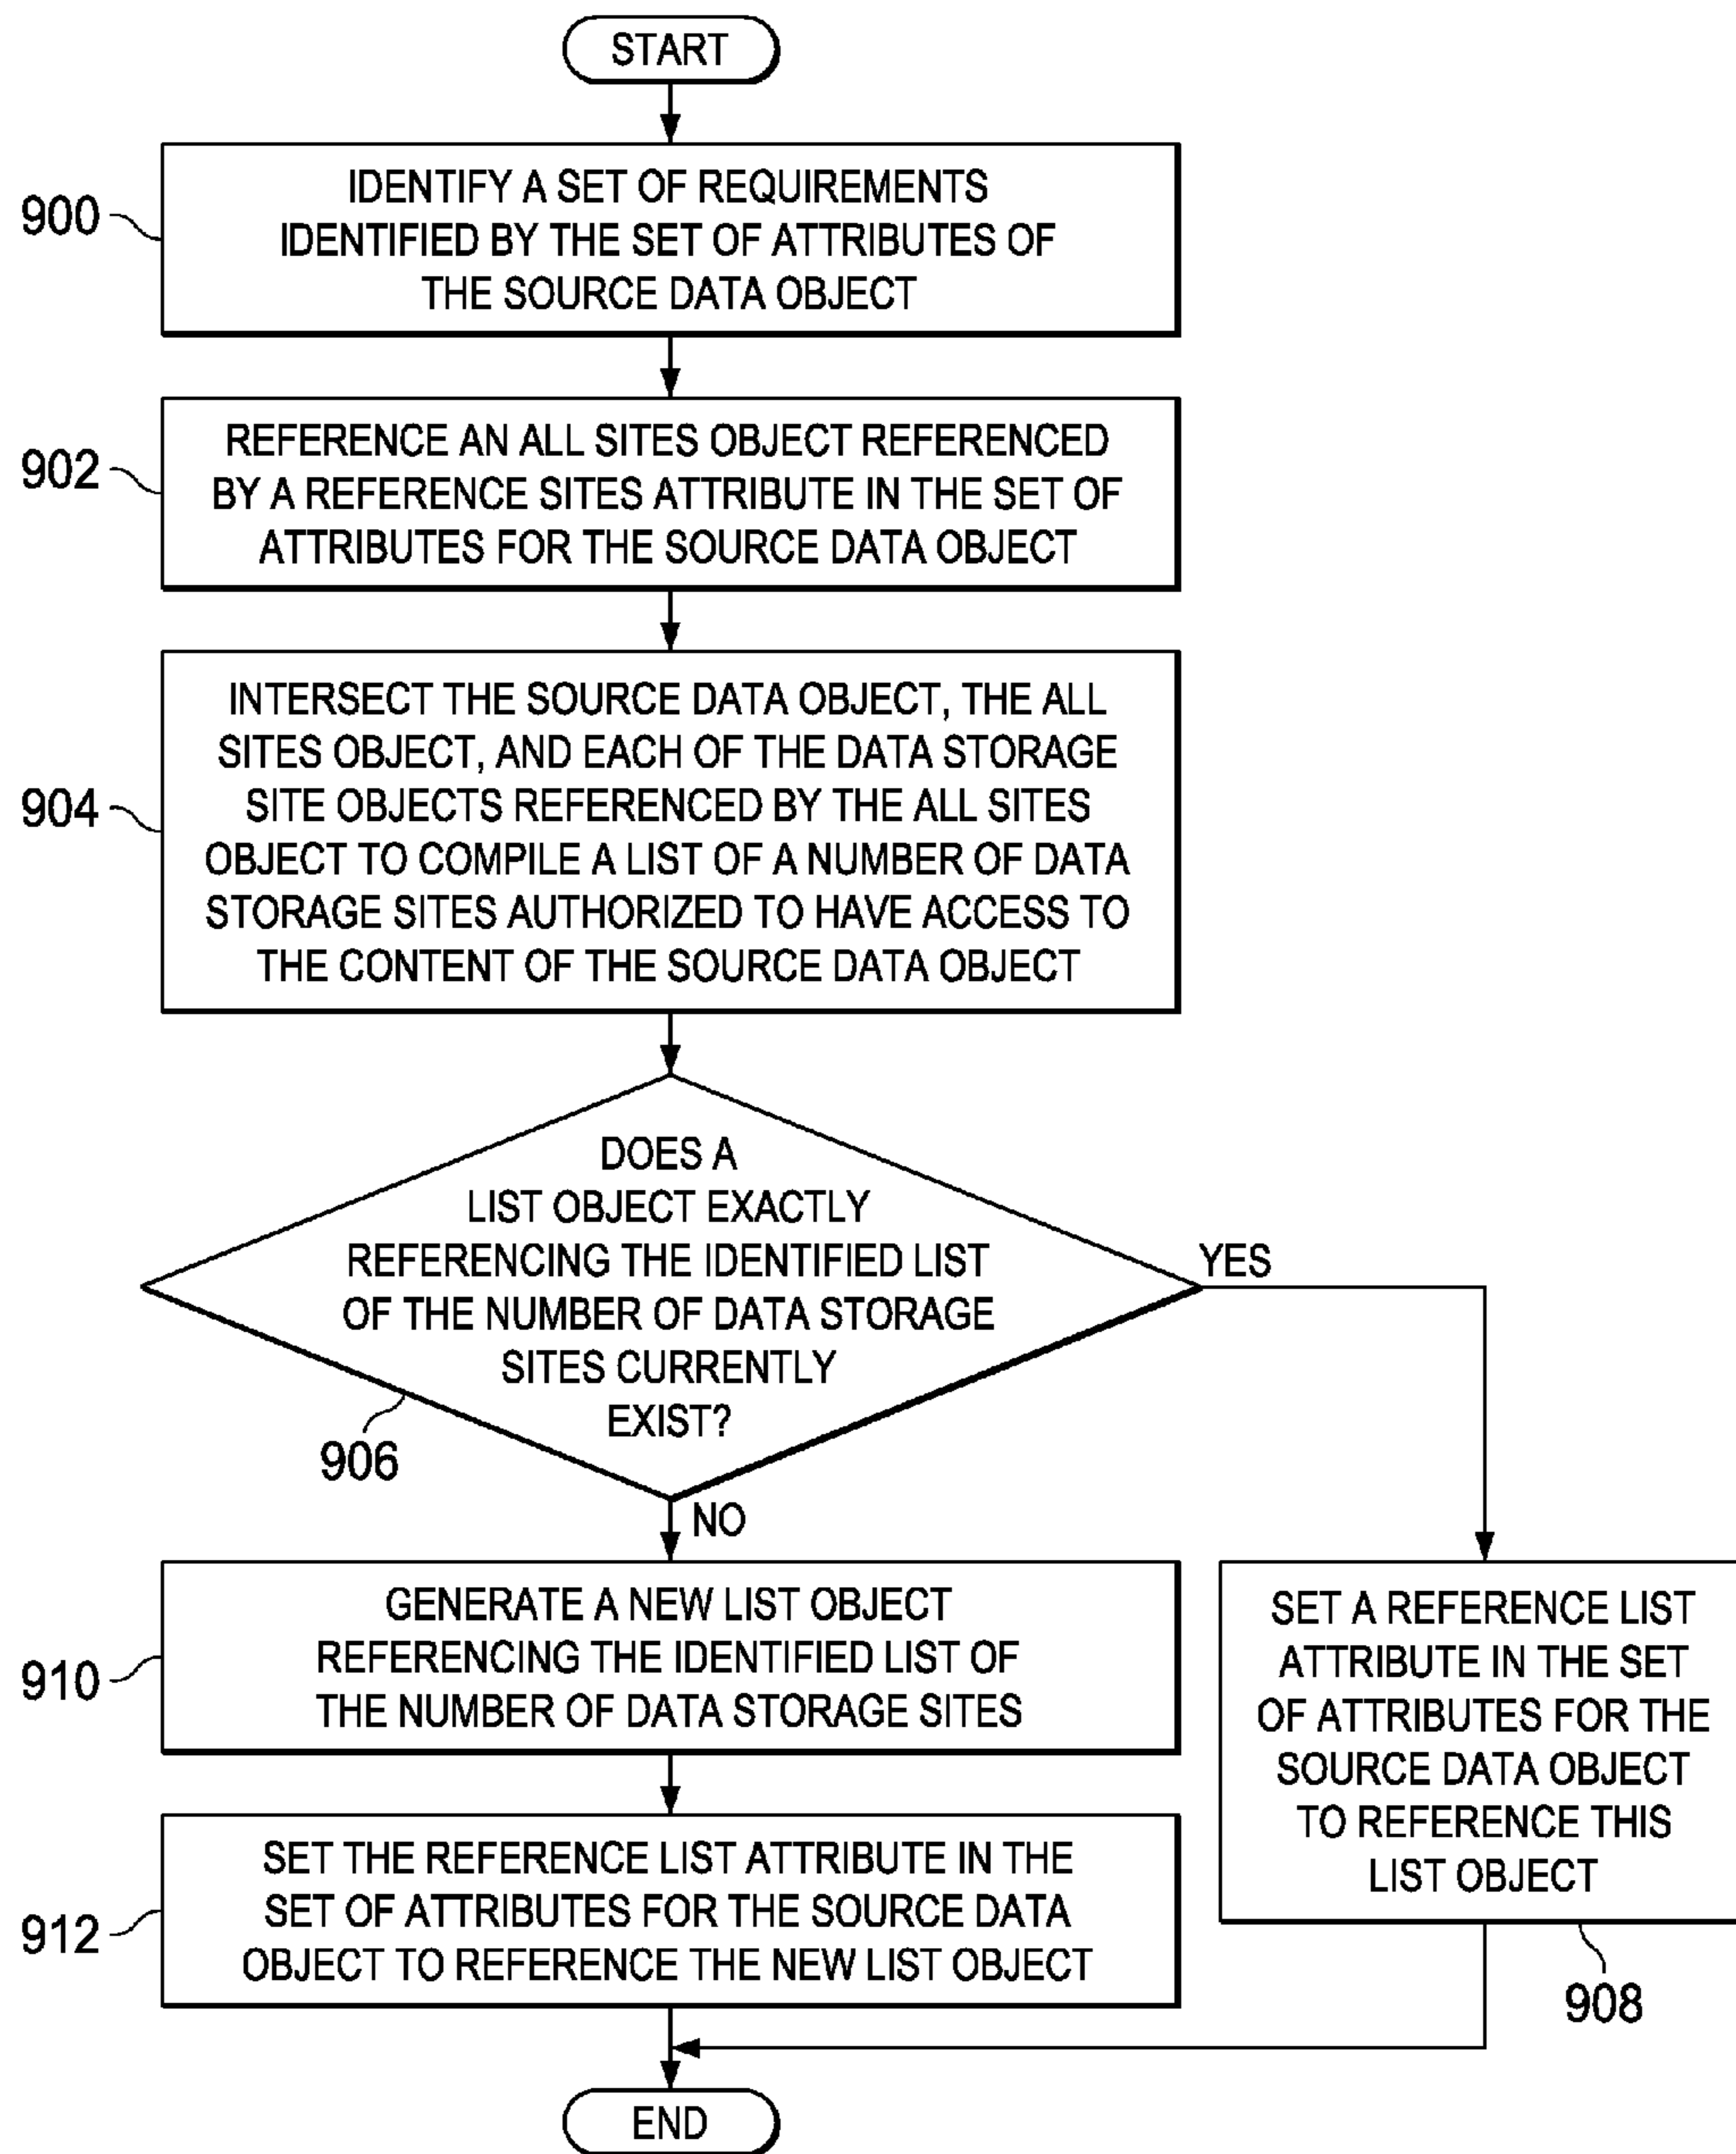 START
900
IDENTIFY A SET OF REQUIREMENTS
IDENTIFIED BY THE SET OF ATTRIBUTES OF
THE SOURCE DATA OBJECT
902
REFERENCE AN ALL SITES OBJECT REFERENCED
BY A REFERENCE SITES ATTRIBUTE IN THE SET OF
ATTRIBUTES FOR THE SOURCE DATA OBJECT
904
INTERSECT THE SOURCE DATA OBJECT, THE ALL
SITES OBJECT, AND EACH OF THE DATA STORAGE
SITE OBJECTS REFERENCED BY THE ALL SITES
OBJECT TO COMPILE A LIST OF A NUMBER OF DATA
STORAGE SITES AUTHORIZED TO HAVE ACCESS TO
THE CONTENT OF THE SOURCE DATA OBJECT
DOES A
LIST OBJECT EXACTLY
REFERENCING THE IDENTIFIED LIST
OF THE NUMBER OF DATA STORAGE
SITES CURRENTLY
EXIST?
906
YES
NO
910
GENERATE A NEW LIST OBJECT
REFERENCING THE IDENTIFIED LIST OF
THE NUMBER OF DATA STORAGE SITES
SET A REFERENCE LIST
ATTRIBUTE IN THE SET
OF ATTRIBUTES FOR THE
SOURCE DATA OBJECT
TO REFERENCE THIS
LIST OBJECT
908
912
SET THE REFERENCE LIST ATTRIBUTE IN THE
SET OF ATTRIBUTES FOR THE SOURCE DATA
OBJECT TO REFERENCE THE NEW LIST OBJECT
END